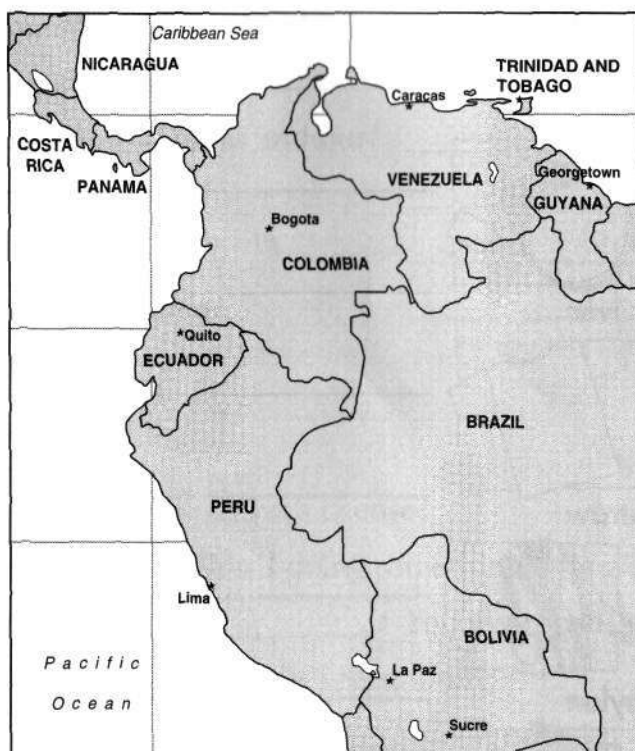 Caribbean Sea
NICARAGUA
TRINIDAD AND
TOBAGO
Caracas
COSTA
RICA
PANAMA
VENEZUELA
Georgetown
GUYANA
Bogota
COLOMBIA
Quito
ECUADOR
BRAZIL
PERU
Lima
BOLIVIA
Pacific
Ocean
La Paz
Sucre